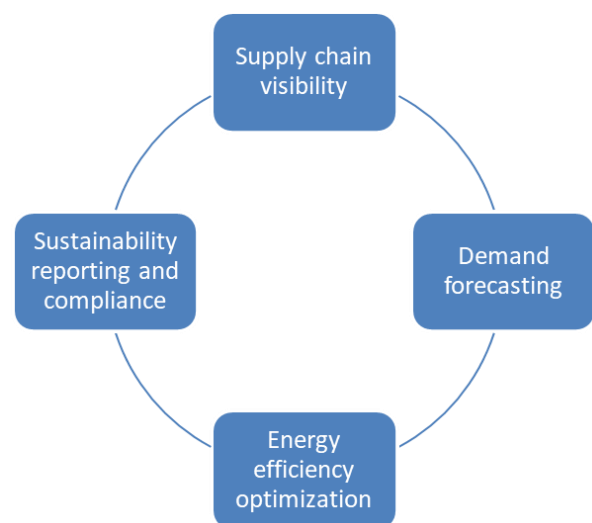 Supply chain
visibility
Demand
forecasting
Energy
efficiency
optimization
Sustainability
reporting and
compliance